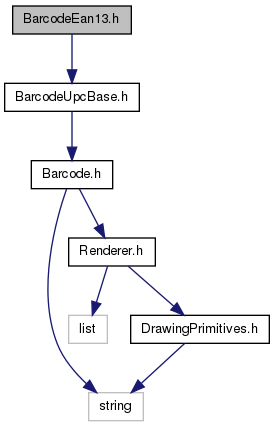 BarcodeEan13.h
BarcodeUpcBase.h
Barcode.h
Renderer.h
list
DrawingPrimitives.h
string